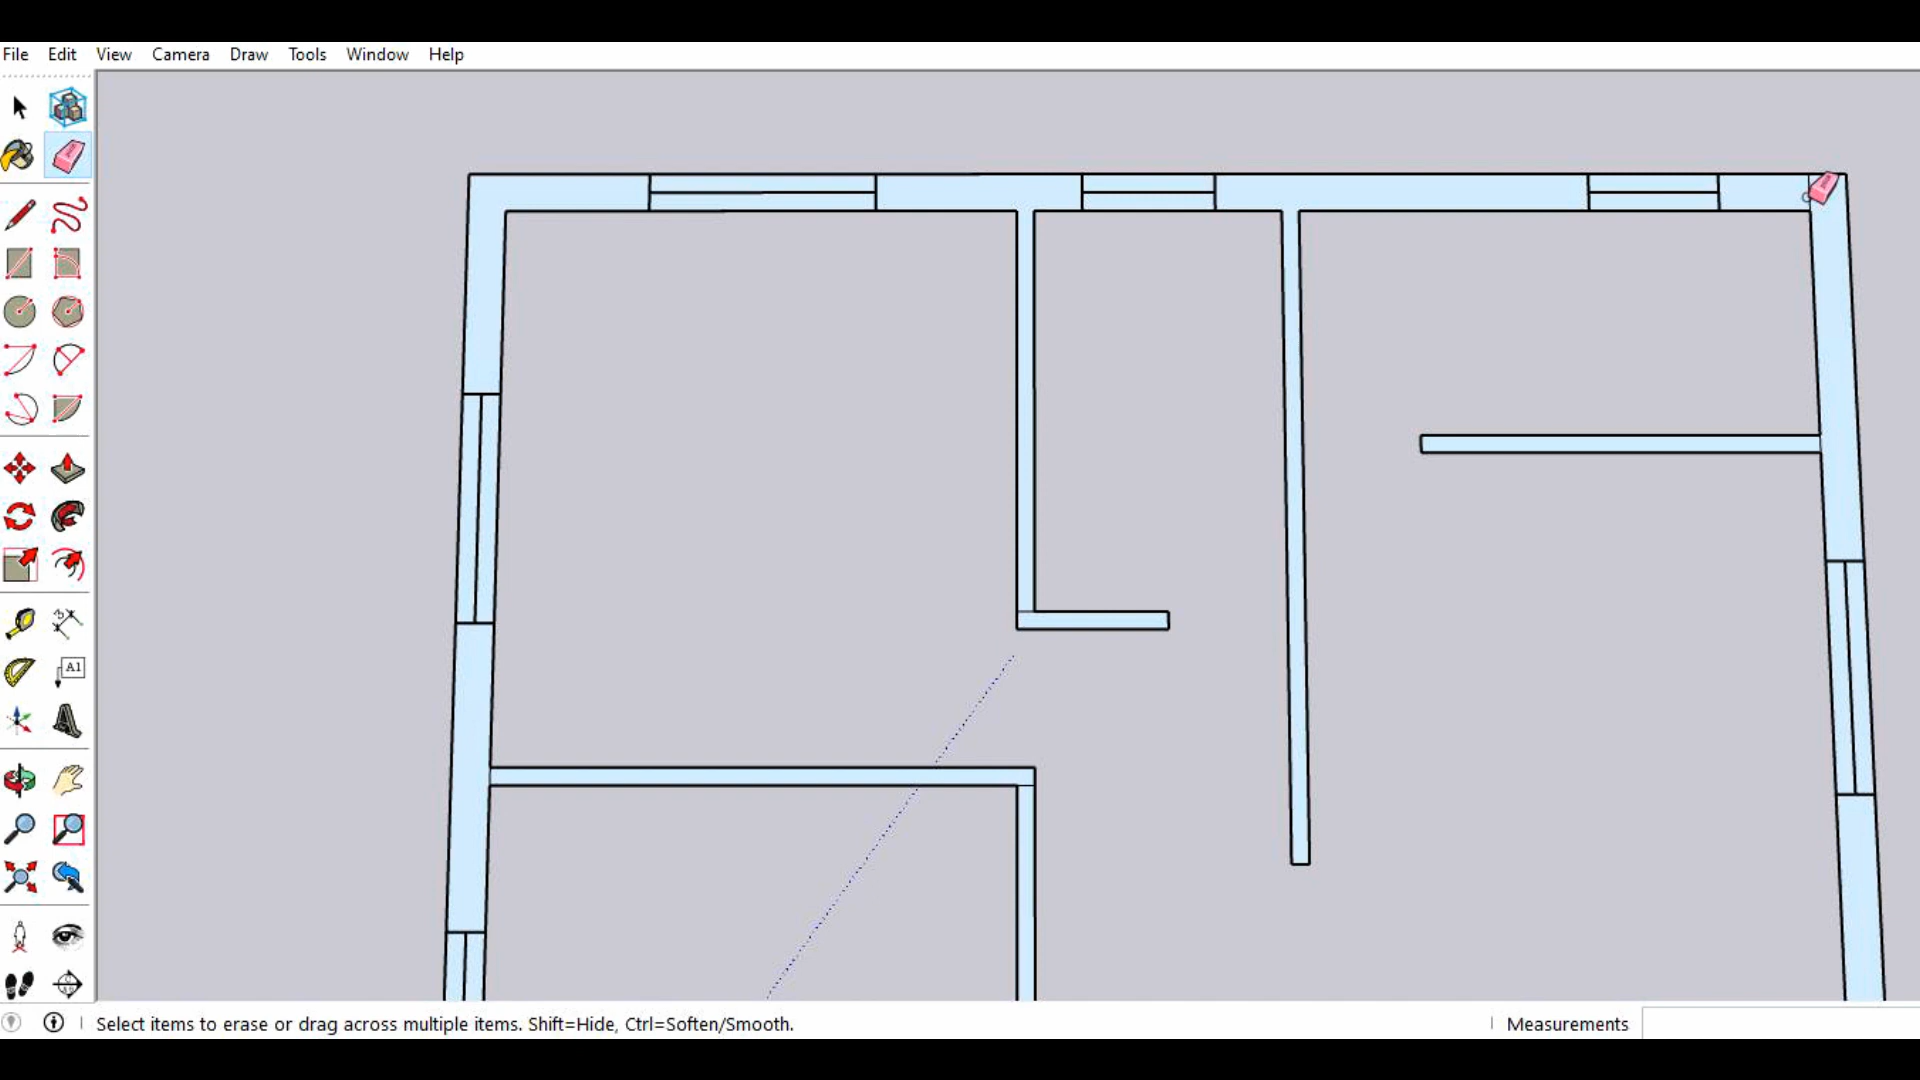 File Edit View Camera Draw Tools Window Help
A1
Select items to erase or drag across multiple items. Shift=Hide, Ctrl=Soften/Smooth.
Measurements